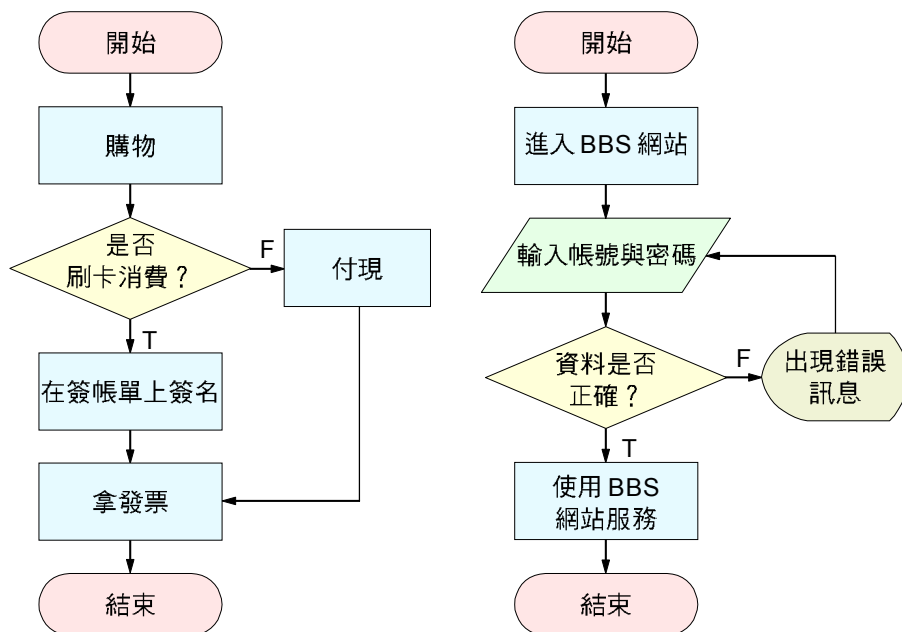 開始
購物
是否
刷卡消費？
F
付現
T
在簽帳單上簽名
拿發票
結束
開始
進入 BBS 網站
輸入帳號與密碼
資料是否
正確？
F
出現錯誤
訊息
T
使用 BBS
網站服務
結束